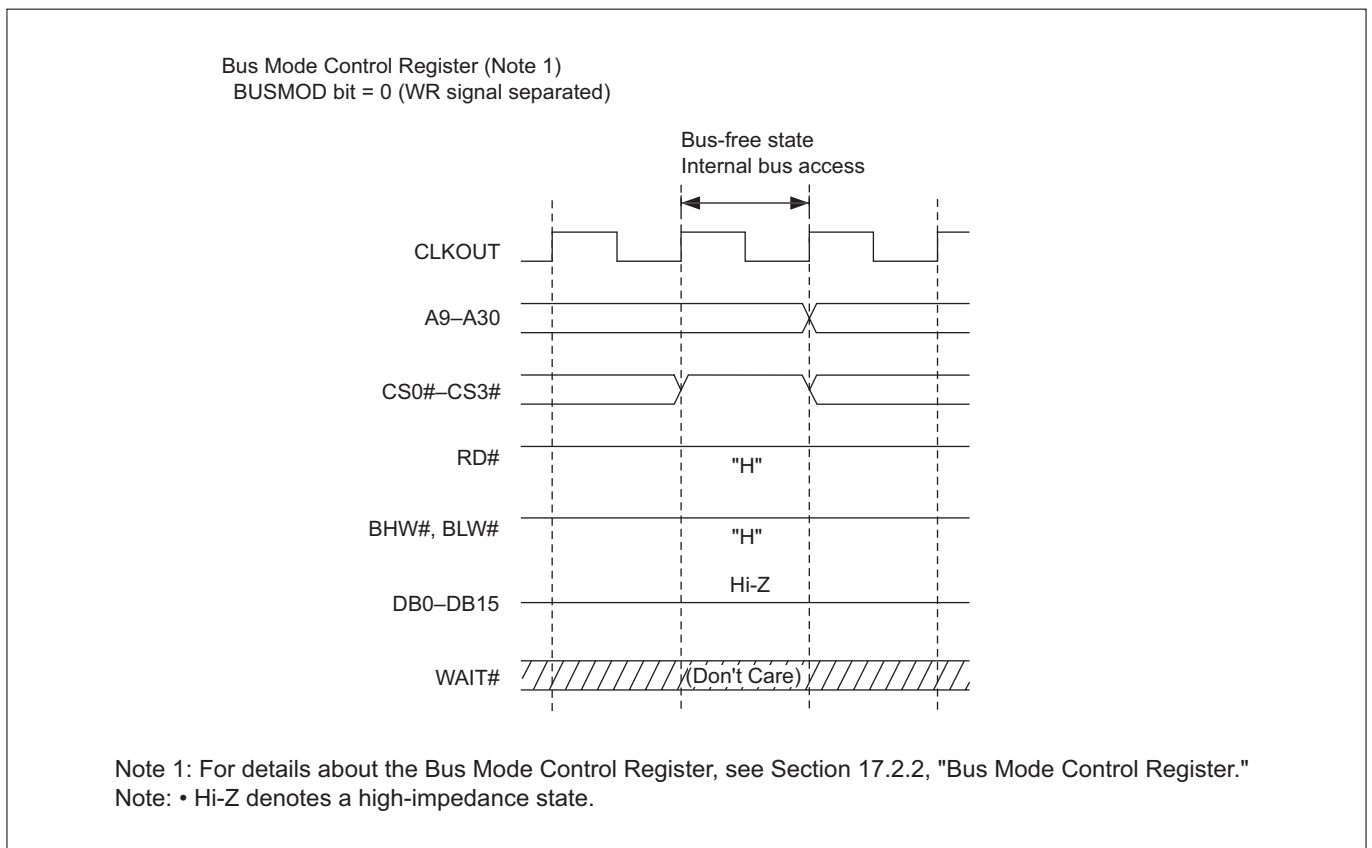 Bus Mode Control Register (Note 1)
BUSMOD bit = 0 (WR signal separated)
Bus-free state
Internal bus access
CLKOUT
A9–A30
CS0#–CS3#
RD#
"H"
BHW#, BLW#
"H"
Hi-Z
DB0–DB15
WAIT#
(Don't Care)
Note 1: For details about the Bus Mode Control Register, see Section 17.2.2, "Bus Mode Control Register."
Note: • Hi-Z denotes a high-impedance state.